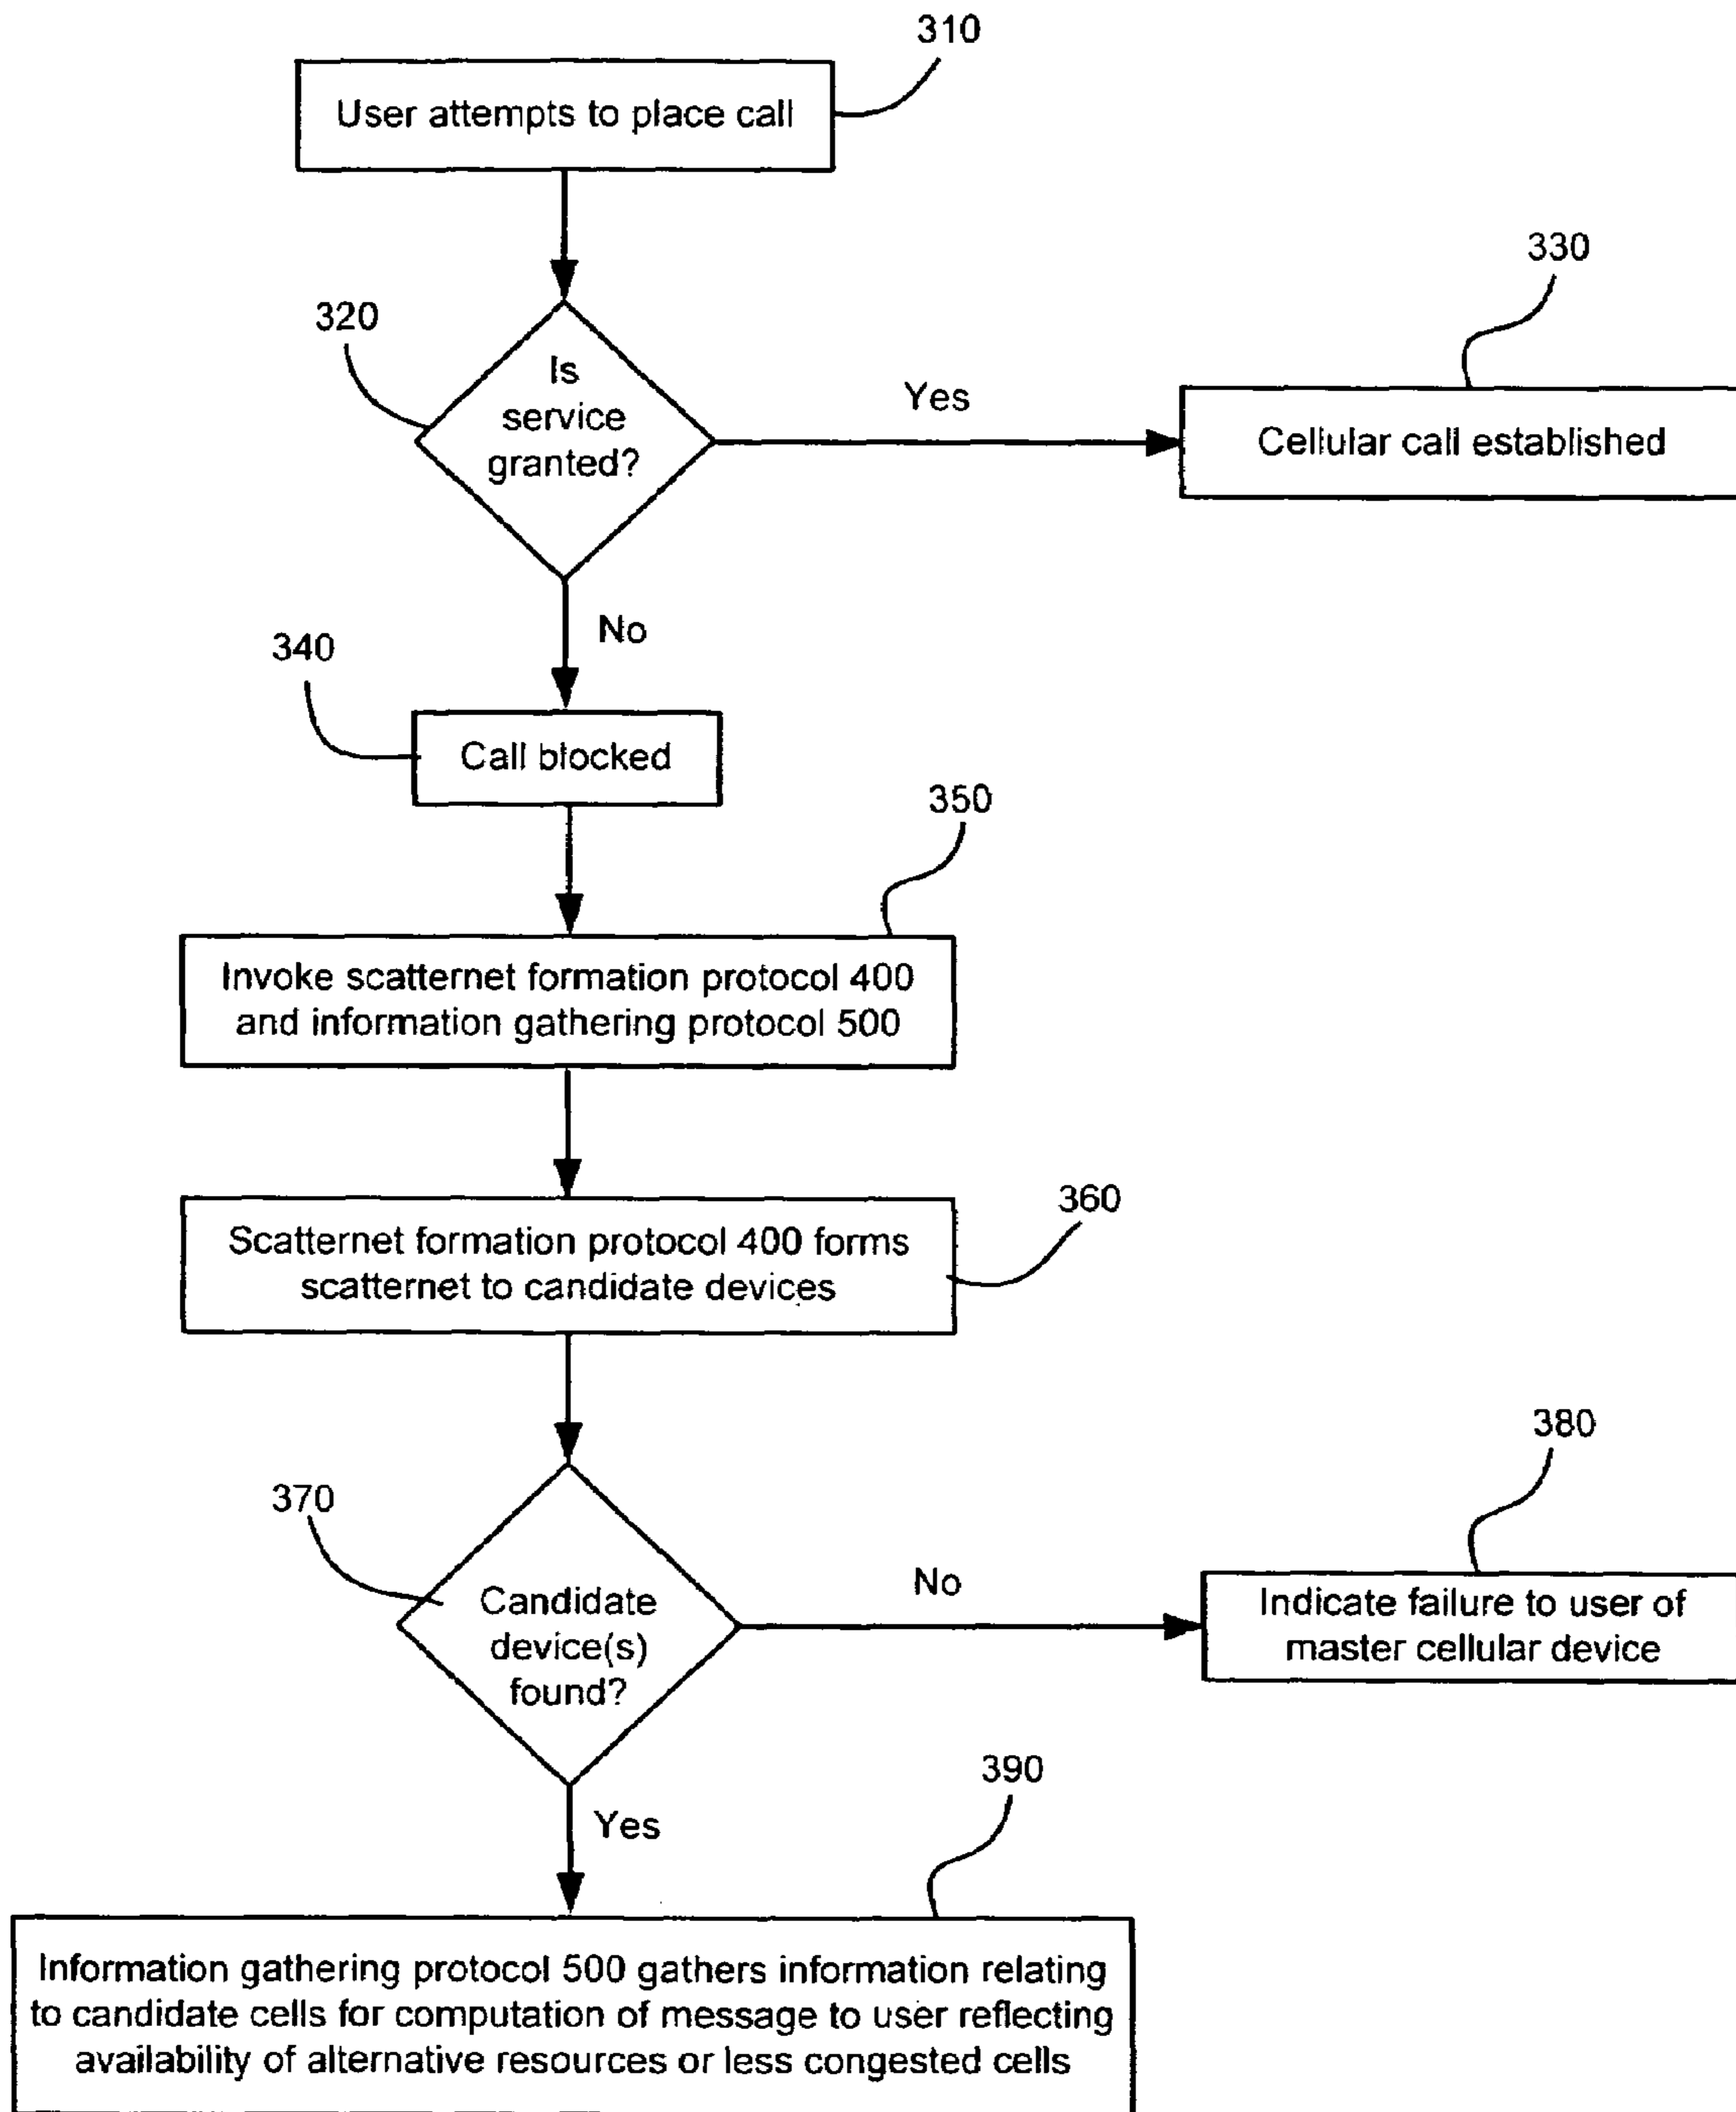 310
User attempts to place call
320
Is
service
granted?
Yes
330
Cellular call established
No
340
Call blocked
350
Invoke scatternet formation protocol 400
and information gathering protocol 500
360
Scatternet formation protocol 400 forms
scatternet to candidate devices
370
Candidate
device(s)
found?
No
380
Indicate failure to user of
master cellular device
Yes
390
Information gathering protocol 500 gathers information relating
to candidate cells for computation of message to user reflecting
availability of alternative resources or less congested cells